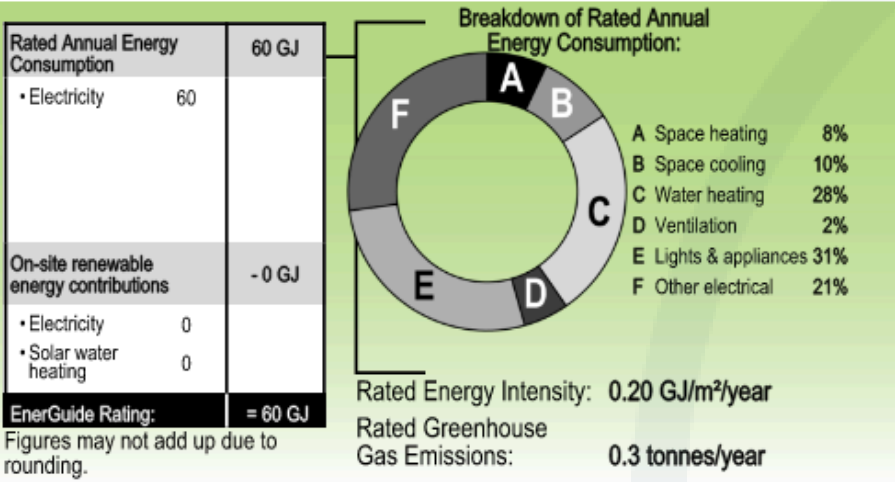 Rated Annual Energy Consumption 60 GJ
• Electricity 60
On-site renewable energy contributions - 0 GJ
• Electricity 0
• Solar water heating 0
EnerGuide Rating: = 60 GJ
Figures may not add up due to
rounding.
Breakdown of Rated Annual
Energy Consumption:
A
B
C
D
E
F
A Space heating 8%
B Space cooling 10%
C Water heating 28%
D Ventilation 2%
E Lights & appliances 31%
F Other electrical 21%
Rated Energy Intensity: 0.20 GJ/m²/year
Rated Greenhouse
Gas Emissions: 0.3 tonnes/year